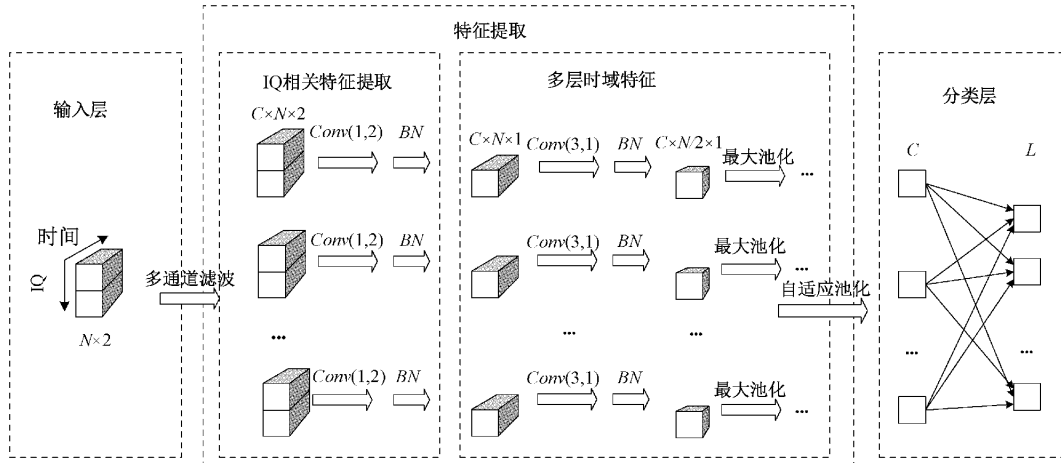 特征提取
输入层
时间
IQ
N×2
多通道滤波
IQ相关特征提取
C×N×2
Conv(1,2)
BN
Conv(1,2)
BN
...
Conv(1,2)
BN
多层时域特征
C×N×1
Conv(3,1)
BN
C×N/2×1
最大池化
...
Conv(3,1)
BN
最大池化
...
...
...
Conv(3,1)
BN
最大池化
...
自适应池化
分类层
C
L
...
...